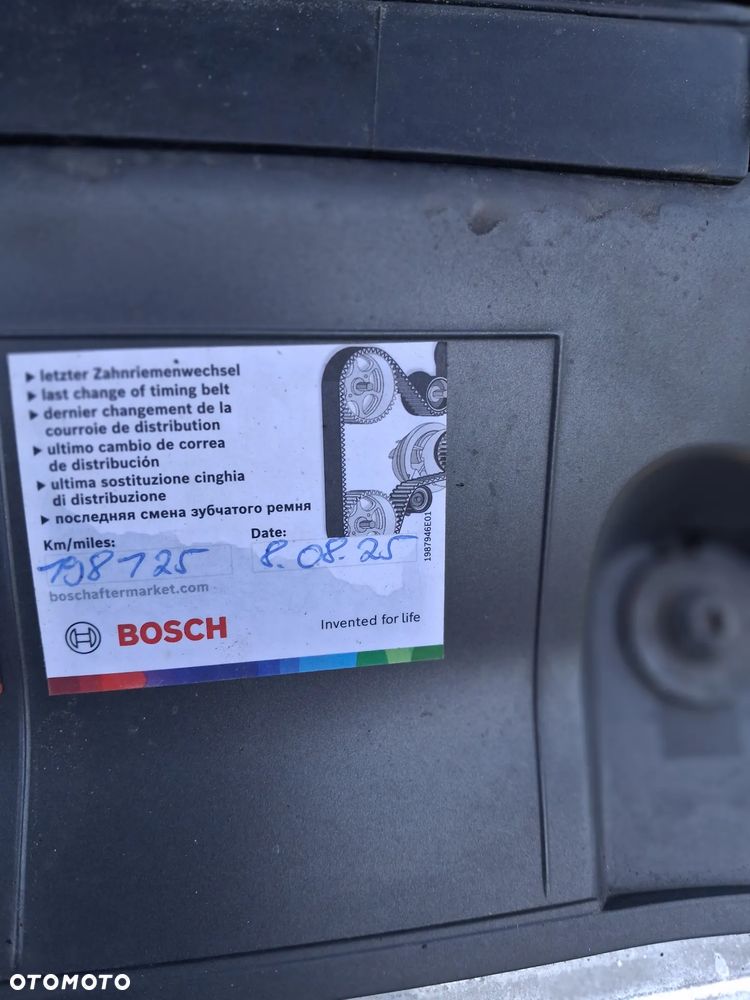 ▸ letzter Zahnriemenwechsel
▸ last change of timing belt
▸ dernier changement de la
courroie de distribution
▸ ultimo cambio de correa
de distribución
▸ ultima sostituzione cinghia
di distribuzione
▸ последняя смена зубчатого ремня
Km/miles: Date:
198125 8.08.25
boschaftermarket.com
BOSCH
Invented for life
1987946E01
OTOMOTO